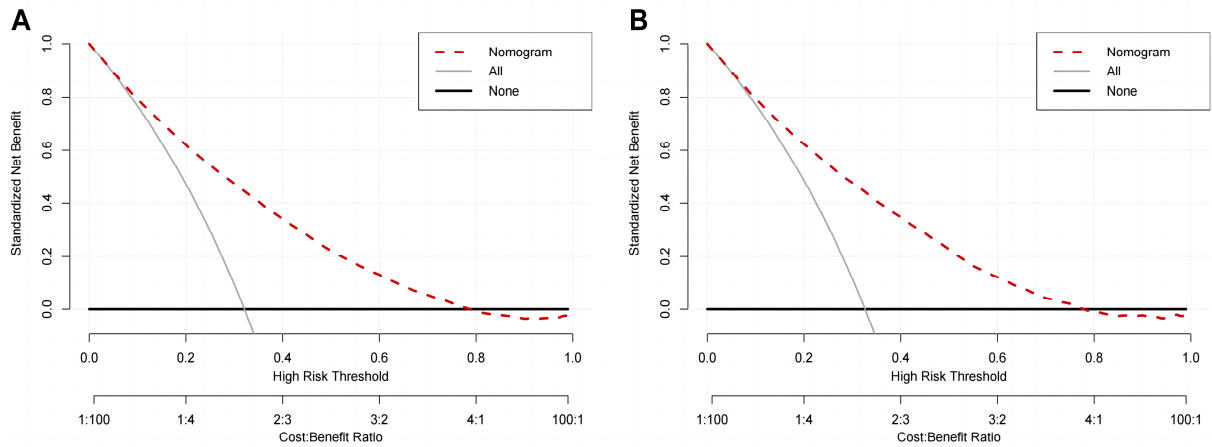 A
Nomogram
All
None
Standardized Net Benefit
1.0
0.8
0.6
0.4
0.2
0.0
0.0 0.2 0.4 0.6 0.8 1.0
High Risk Threshold
1:100 1:4 2:3 3:2 4:1 100:1
Cost:Benefit Ratio
B
Nomogram
All
None
Standardized Net Benefit
1.0
0.8
0.6
0.4
0.2
0.0
0.0 0.2 0.4 0.6 0.8 1.0
High Risk Threshold
1:100 1:4 2:3 3:2 4:1 100:1
Cost:Benefit Ratio